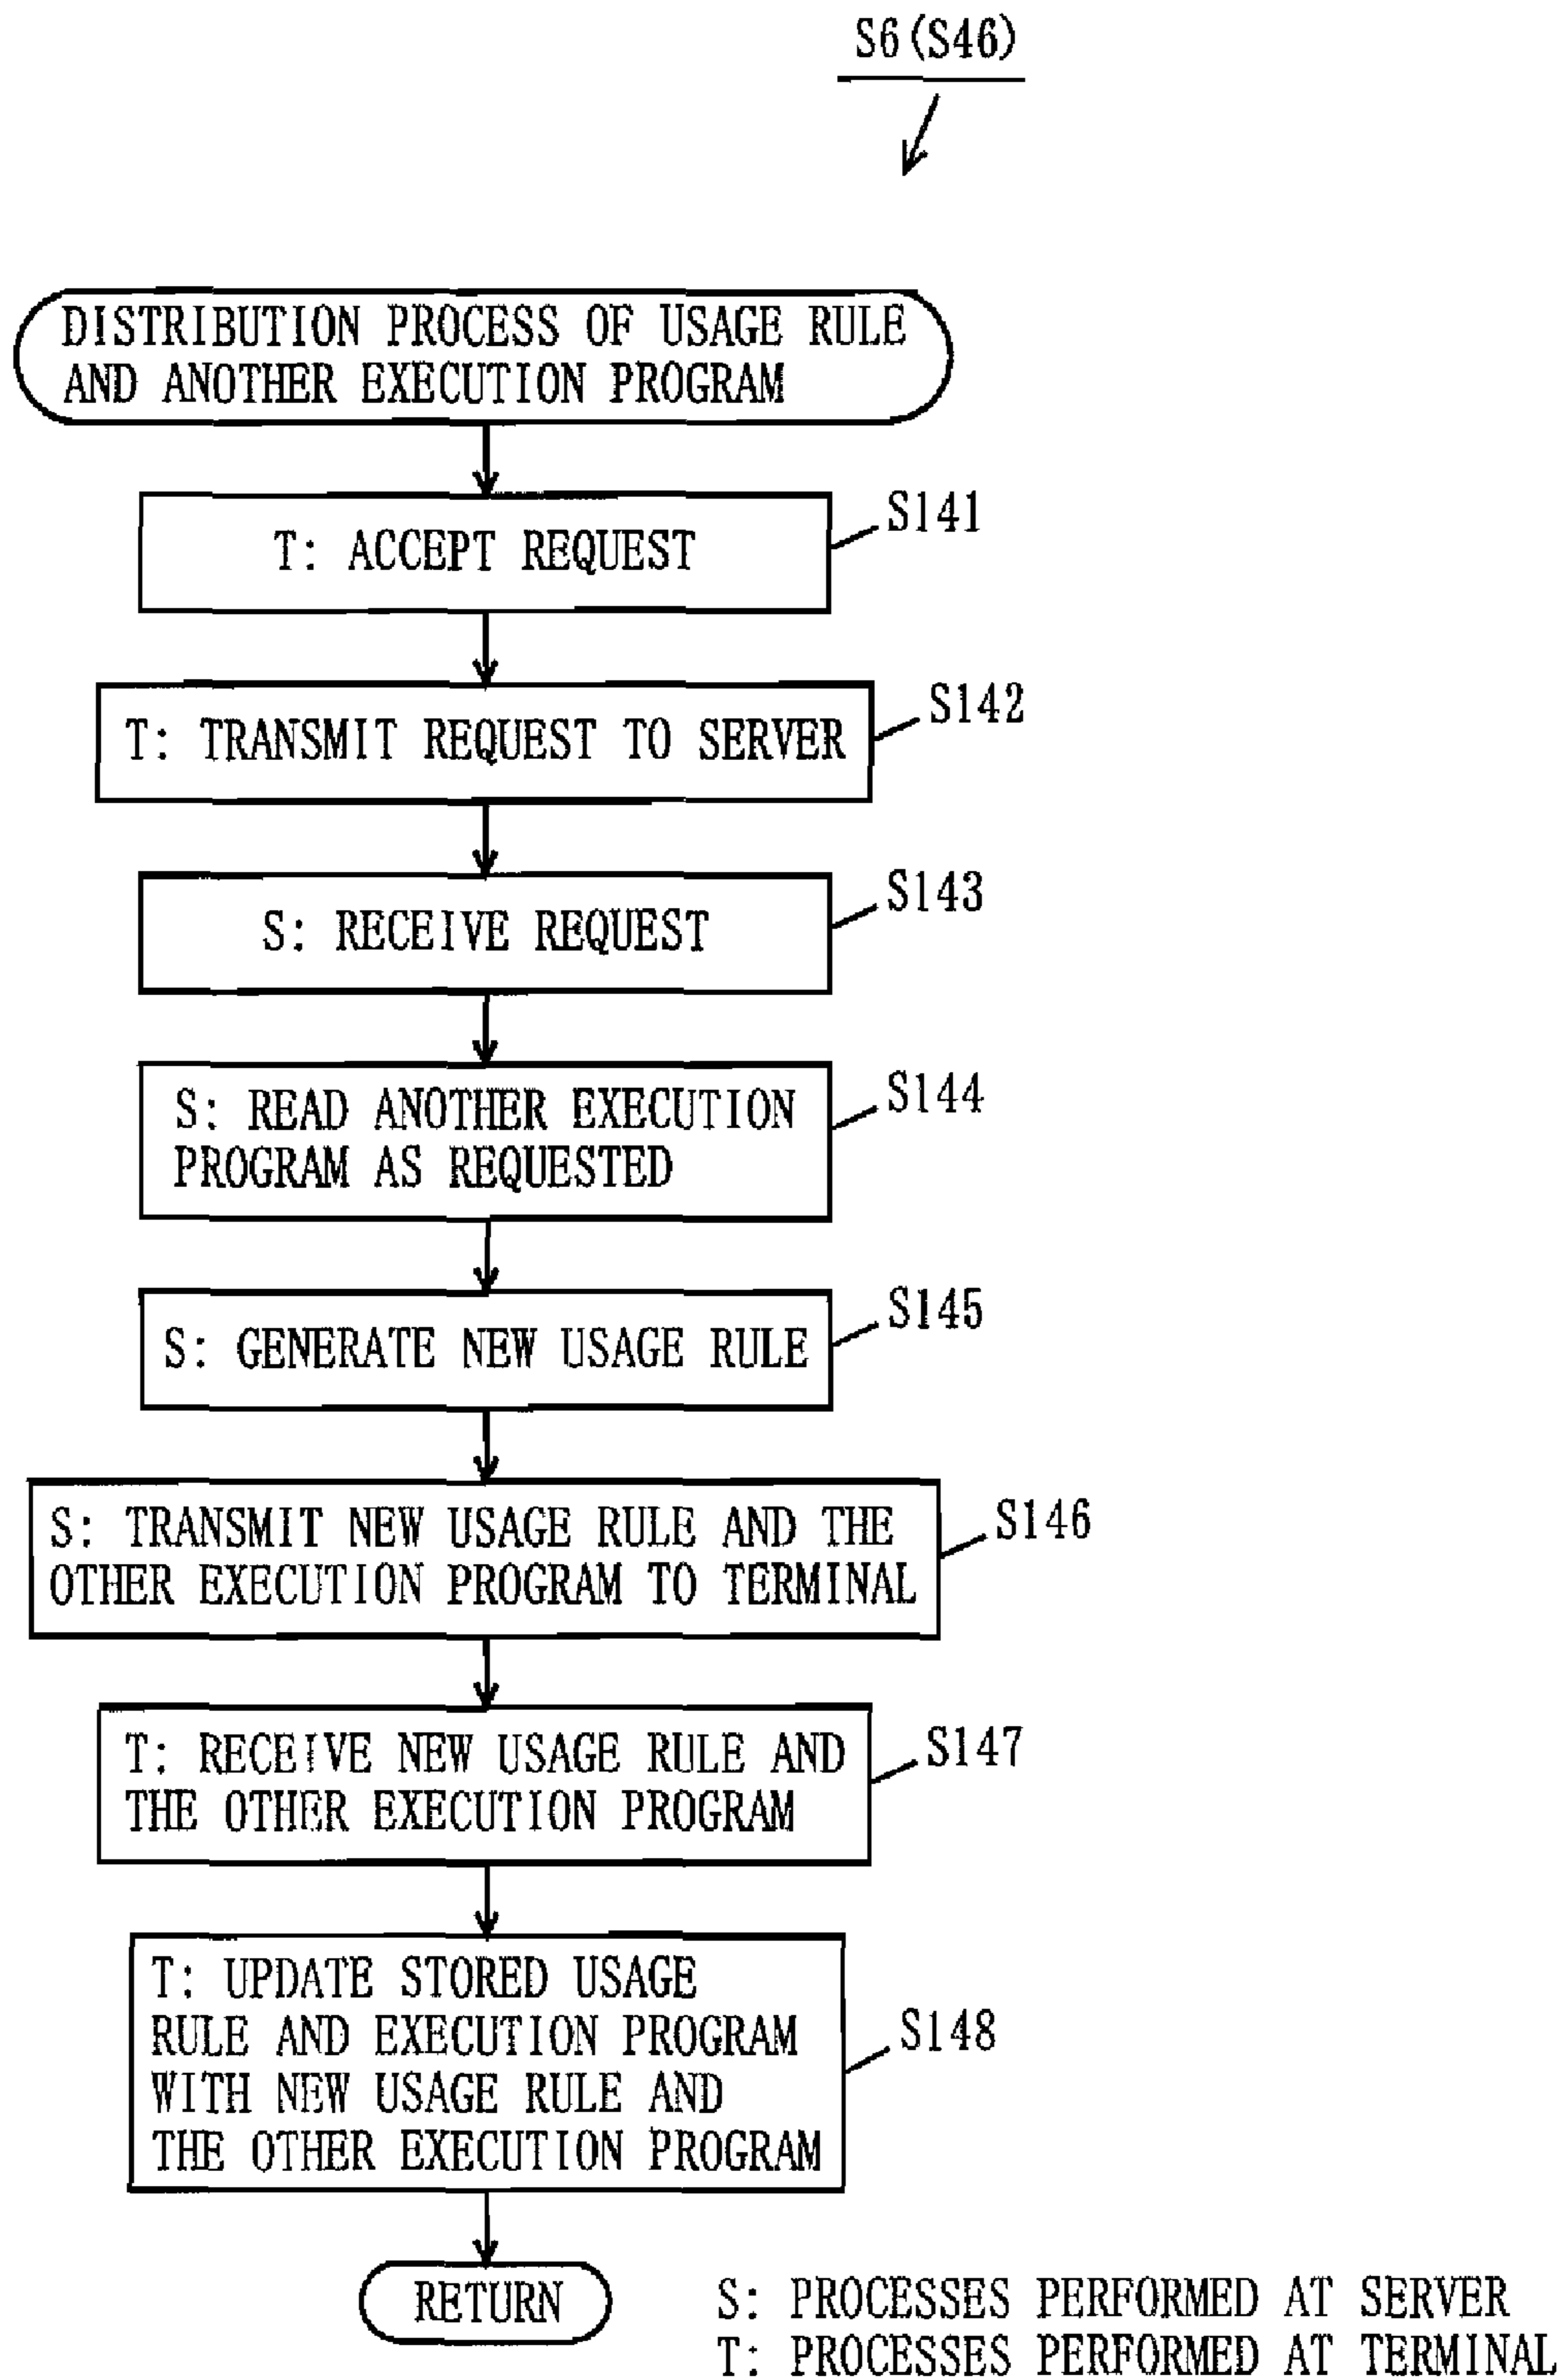 S6(S46)
DISTRIBUTION PROCESS OF USAGE RULE
AND ANOTHER EXECUTION PROGRAM
T: ACCEPT REQUEST
S141
T: TRANSMIT REQUEST TO SERVER
S142
S: RECEIVE REQUEST
S143
S: READ ANOTHER EXECUTION
PROGRAM AS REQUESTED
S144
S: GENERATE NEW USAGE RULE
S145
S: TRANSMIT NEW USAGE RULE AND THE
OTHER EXECUTION PROGRAM TO TERMINAL
S146
T: RECEIVE NEW USAGE RULE AND
THE OTHER EXECUTION PROGRAM
S147
T: UPDATE STORED USAGE
RULE AND EXECUTION PROGRAM
WITH NEW USAGE RULE AND
THE OTHER EXECUTION PROGRAM
S148
RETURN
S: PROCESSES PERFORMED AT SERVER
T: PROCESSES PERFORMED AT TERMINAL